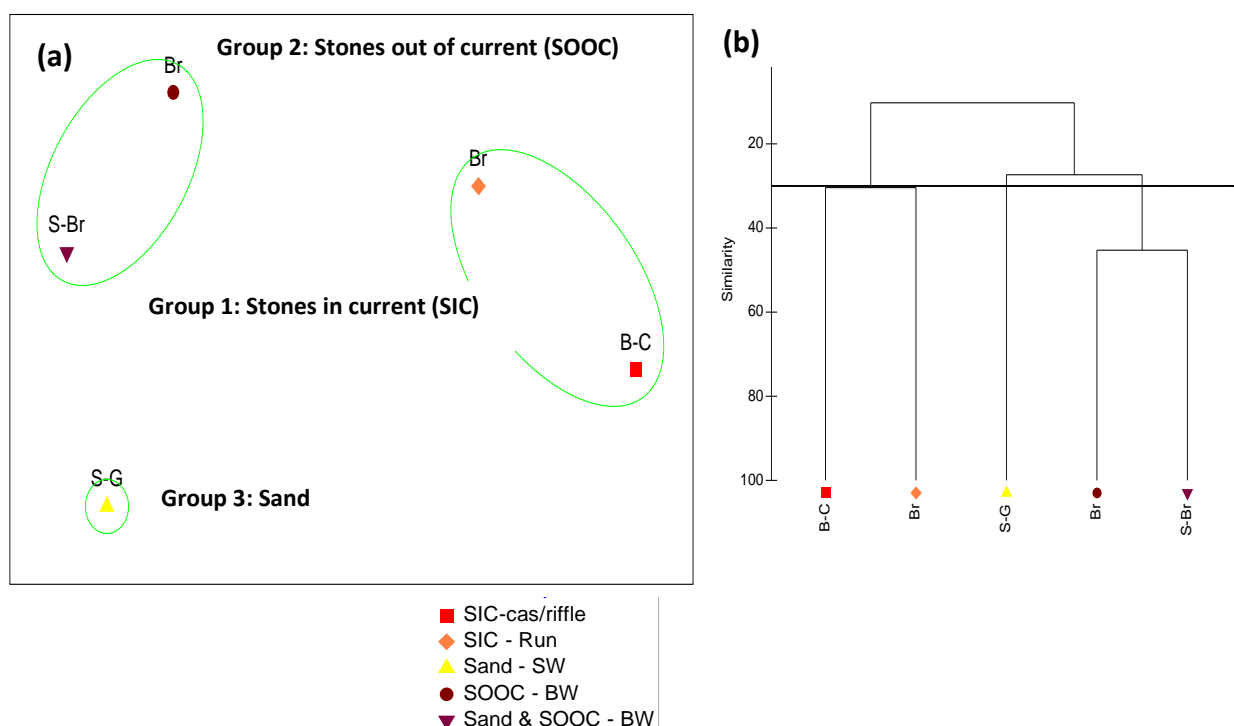 (a)
Group 2: Stones out of current (SOOC)
Br
Br
S-Br
Group 1: Stones in current (SIC)
B-C
S-G
Group 3: Sand
(b)
Similarity
20
40
60
80
100
B-C
Br
S-G
Br
S-Br
SIC-cas/riffle
SIC - Run
Sand - SW
SOOC - BW
Sand & SOOC - BW